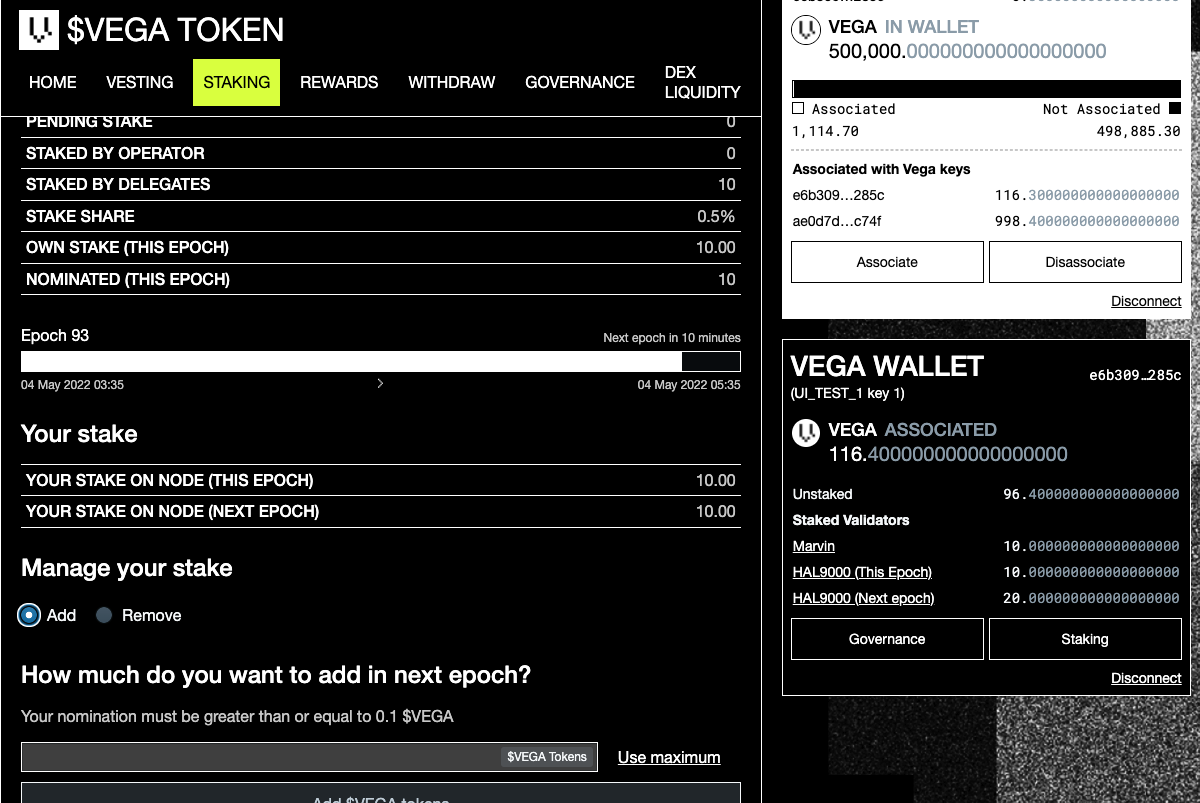 $VEGA TOKEN
HOME VESTING STAKING REWARDS WITHDRAW GOVERNANCE DEX LIQUIDITY
PENDING STAKE 0
STAKED BY OPERATOR 0
STAKED BY DELEGATES 10
STAKE SHARE 0.5%
OWN STAKE (THIS EPOCH) 10.00
NOMINATED (THIS EPOCH) 10
Epoch 93 Next epoch in 10 minutes
04 May 2022 03:35 04 May 2022 05:35
Your stake
YOUR STAKE ON NODE (THIS EPOCH) 10.00
YOUR STAKE ON NODE (NEXT EPOCH) 10.00
Manage your stake
Add Remove
How much do you want to add in next epoch?
Your nomination must be greater than or equal to 0.1 $VEGA
$VEGA Tokens Use maximum
Add $VEGA tokens
VEGA IN WALLET
500,000.000000000000000000
Associated Not Associated
1,114.70 498,885.30
Associated with Vega keys
e6b309…285c 116.300000000000000000
ae0d7d…c74f 998.400000000000000000
Associate Disassociate
Disconnect
VEGA WALLET e6b309…285c
(UI_TEST_1 key 1)
VEGA ASSOCIATED
116.400000000000000000
Unstaked 96.400000000000000000
Staked Validators
Marvin 10.000000000000000000
HAL9000 (This Epoch) 10.000000000000000000
HAL9000 (Next epoch) 20.000000000000000000
Governance Staking
Disconnect